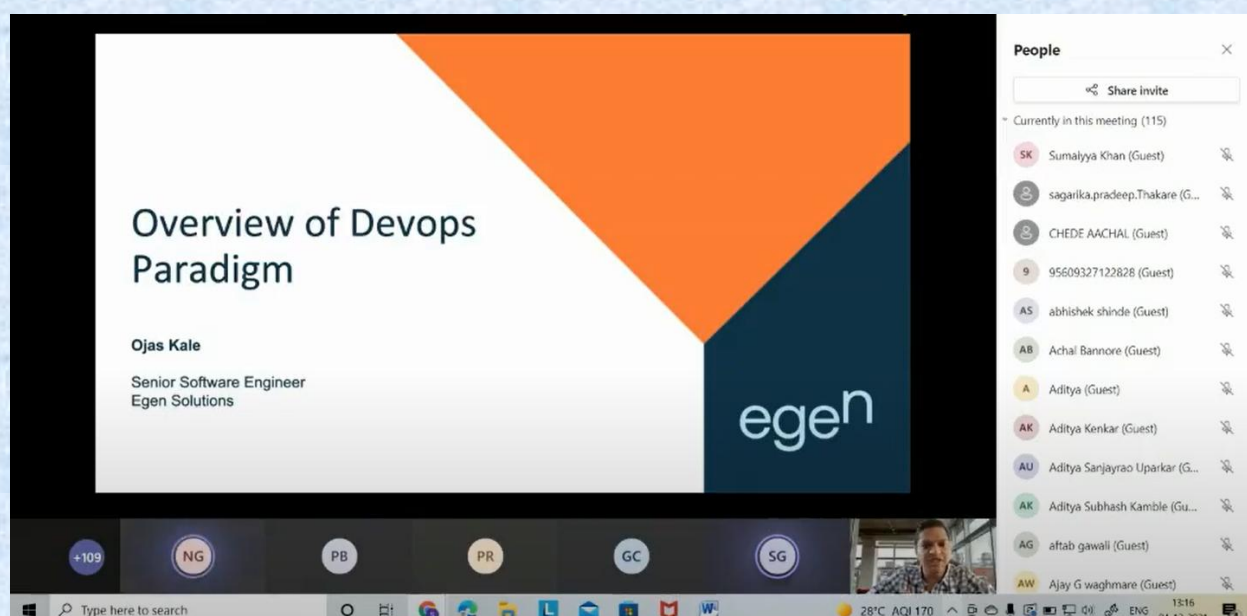 Overview of Devops
Paradigm
Ojas Kale
Senior Software Engineer
Egen Solutions
egen
+109
NG
PB
PR
GC
SG
People
Share invite
Currently in this meeting (115)
SK Sumaiyya Khan (Guest)
sagarika.pradeep.Thakare (G...
CHEDE AACHAL (Guest)
9 95609327122828 (Guest)
AS abhishek shinde (Guest)
AB Achal Bannore (Guest)
A Aditya (Guest)
AK Aditya Kenkar (Guest)
AU Aditya Sanjayrao Uparkar (G...
AK Aditya Subhash Kamble (Gu...
AG aftab gawali (Guest)
AW Ajay G waghmare (Guest)
Type here to search
28°C AQI 170
ENG
13:16